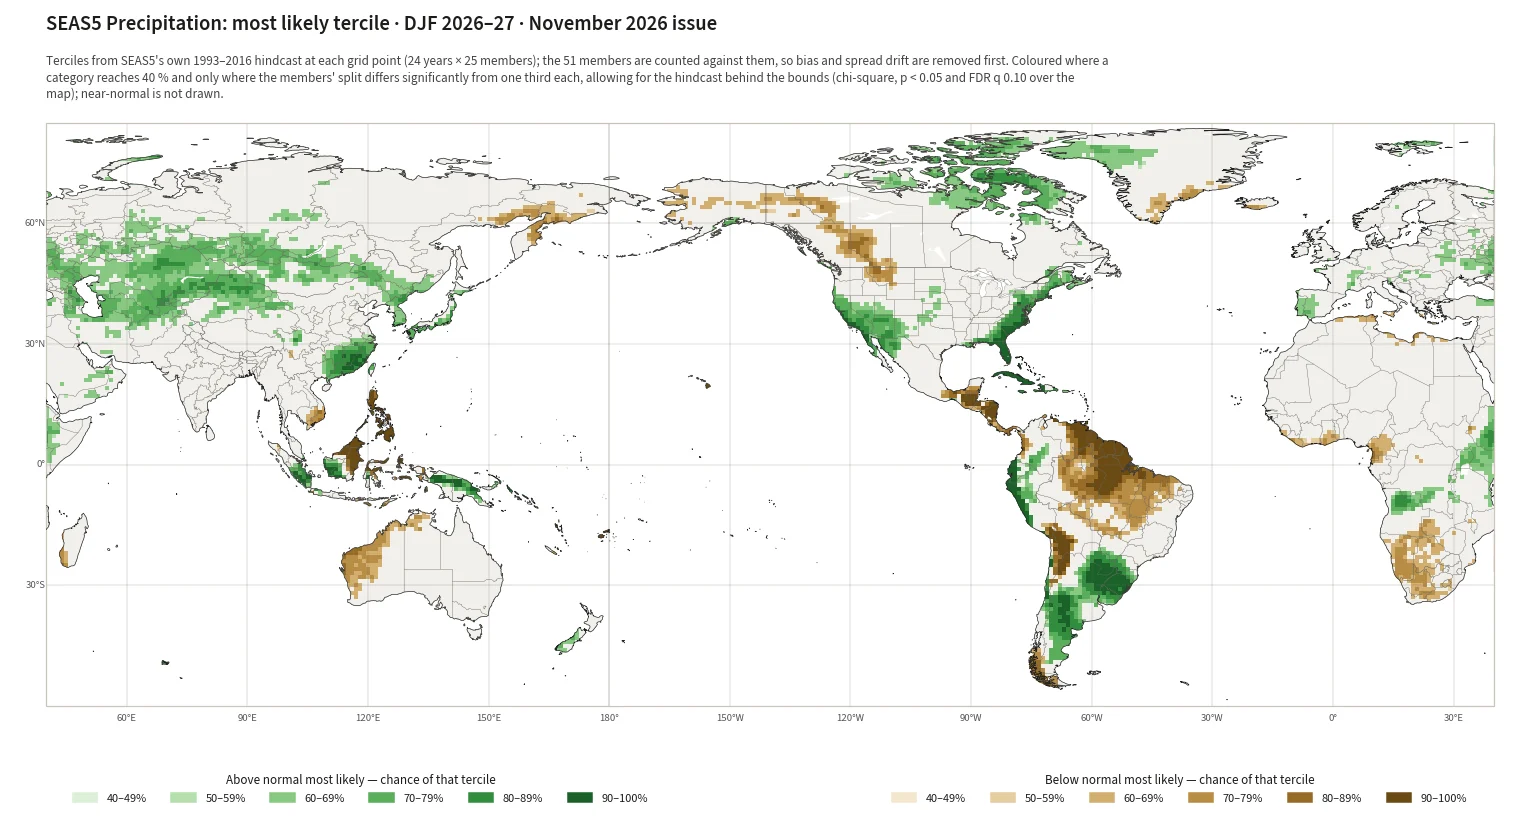 SEAS5 Precipitation: most likely tercile · DJF 2026–27 · November 2026 issue
Terciles from SEAS5's own 1993–2016 hindcast at each grid point (24 years × 25 members); the 51 members are counted against them, so bias and spread drift are removed first. Coloured where a
category reaches 40 % and only where the members' split differs significantly from one third each, allowing for the hindcast behind the bounds (chi-square, p < 0.05 and FDR q 0.10 over the
map); near-normal is not drawn.
60°N
30°N
0°
30°S
60°E 90°E 120°E 150°E 180° 150°W 120°W 90°W 60°W 30°W 0° 30°E
Above normal most likely — chance of that tercile
40–49% 50–59% 60–69% 70–79% 80–89% 90–100%
Below normal most likely — chance of that tercile
40–49% 50–59% 60–69% 70–79% 80–89% 90–100%